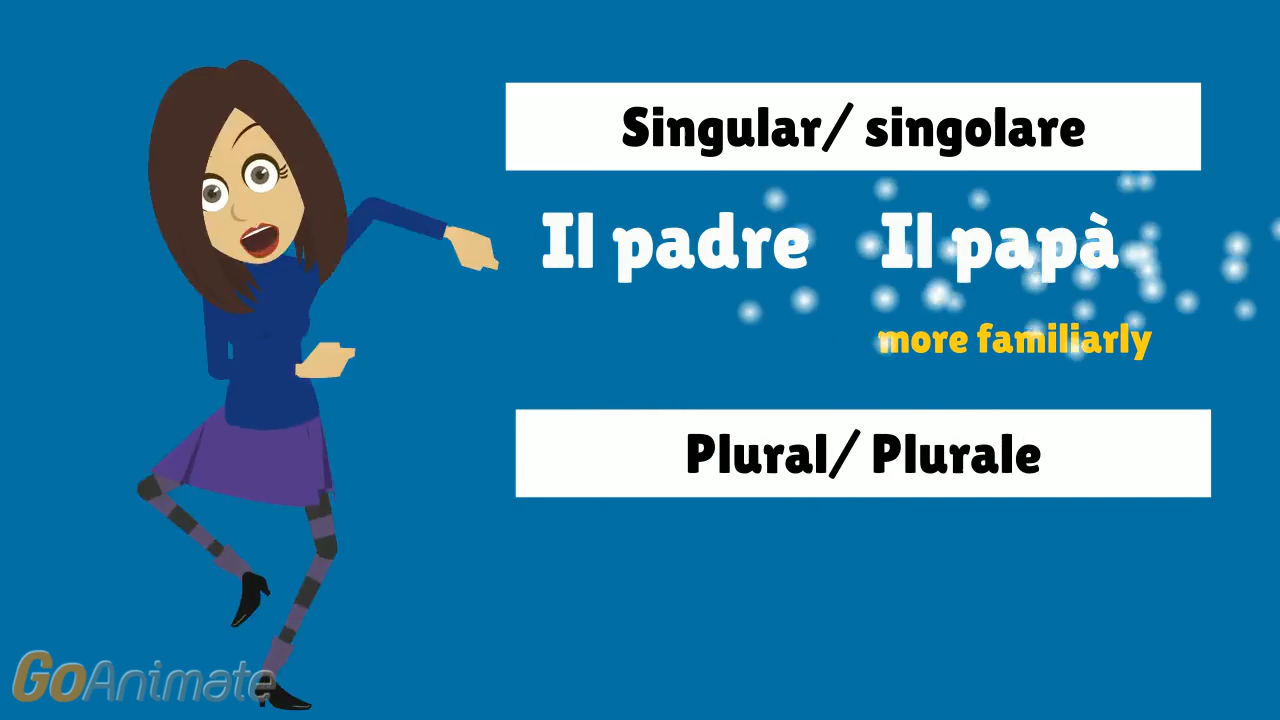 Singular/ singolare
Il padre Il papà
more familiarly
Plural/ Plurale
GoAnimate